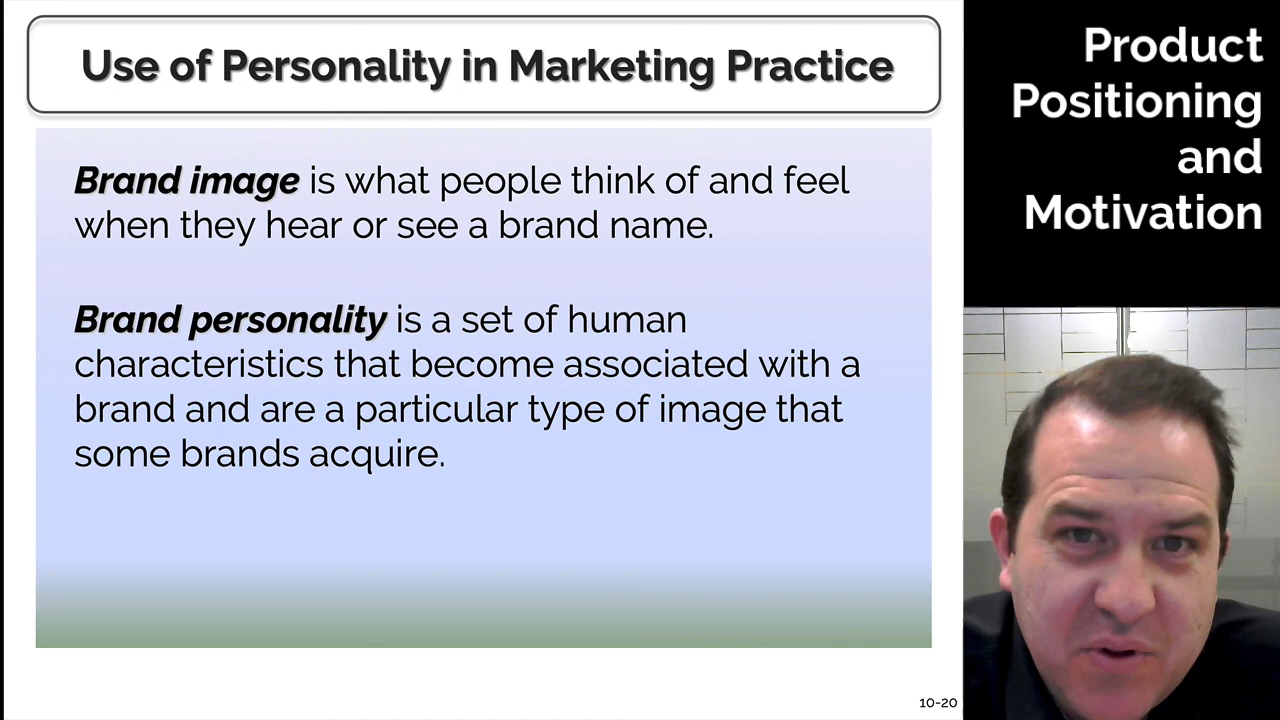 Use of Personality in Marketing Practice
Brand image is what people think of and feel
when they hear or see a brand name.
Brand personality is a set of human
characteristics that become associated with a
brand and are a particular type of image that
some brands acquire.
10-20
Product
Positioning
and
Motivation